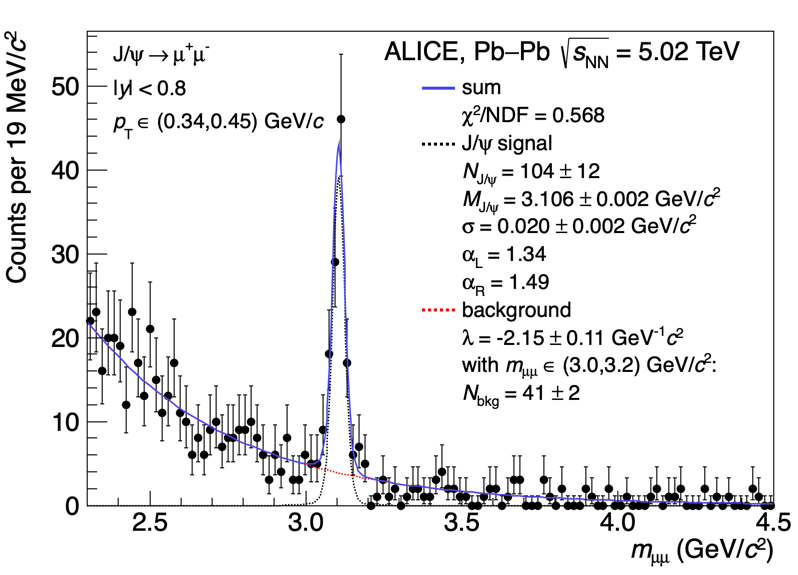 J/ψ → μ⁺μ⁻
|y| < 0.8
p_T ∈ (0.34,0.45) GeV/c
ALICE, Pb–Pb √s_NN = 5.02 TeV
sum
χ²/NDF = 0.568
J/ψ signal
N_J/ψ = 104 ± 12
M_J/ψ = 3.106 ± 0.002 GeV/c²
σ = 0.020 ± 0.002 GeV/c²
α_L = 1.34
α_R = 1.49
background
λ = -2.15 ± 0.11 GeV⁻¹c²
with m_μμ ∈ (3.0,3.2) GeV/c²:
N_bkg = 41 ± 2
Counts per 19 MeV/c²
50
40
30
20
10
0
2.5 3.0 3.5 4.0 4.5
m_μμ (GeV/c²)